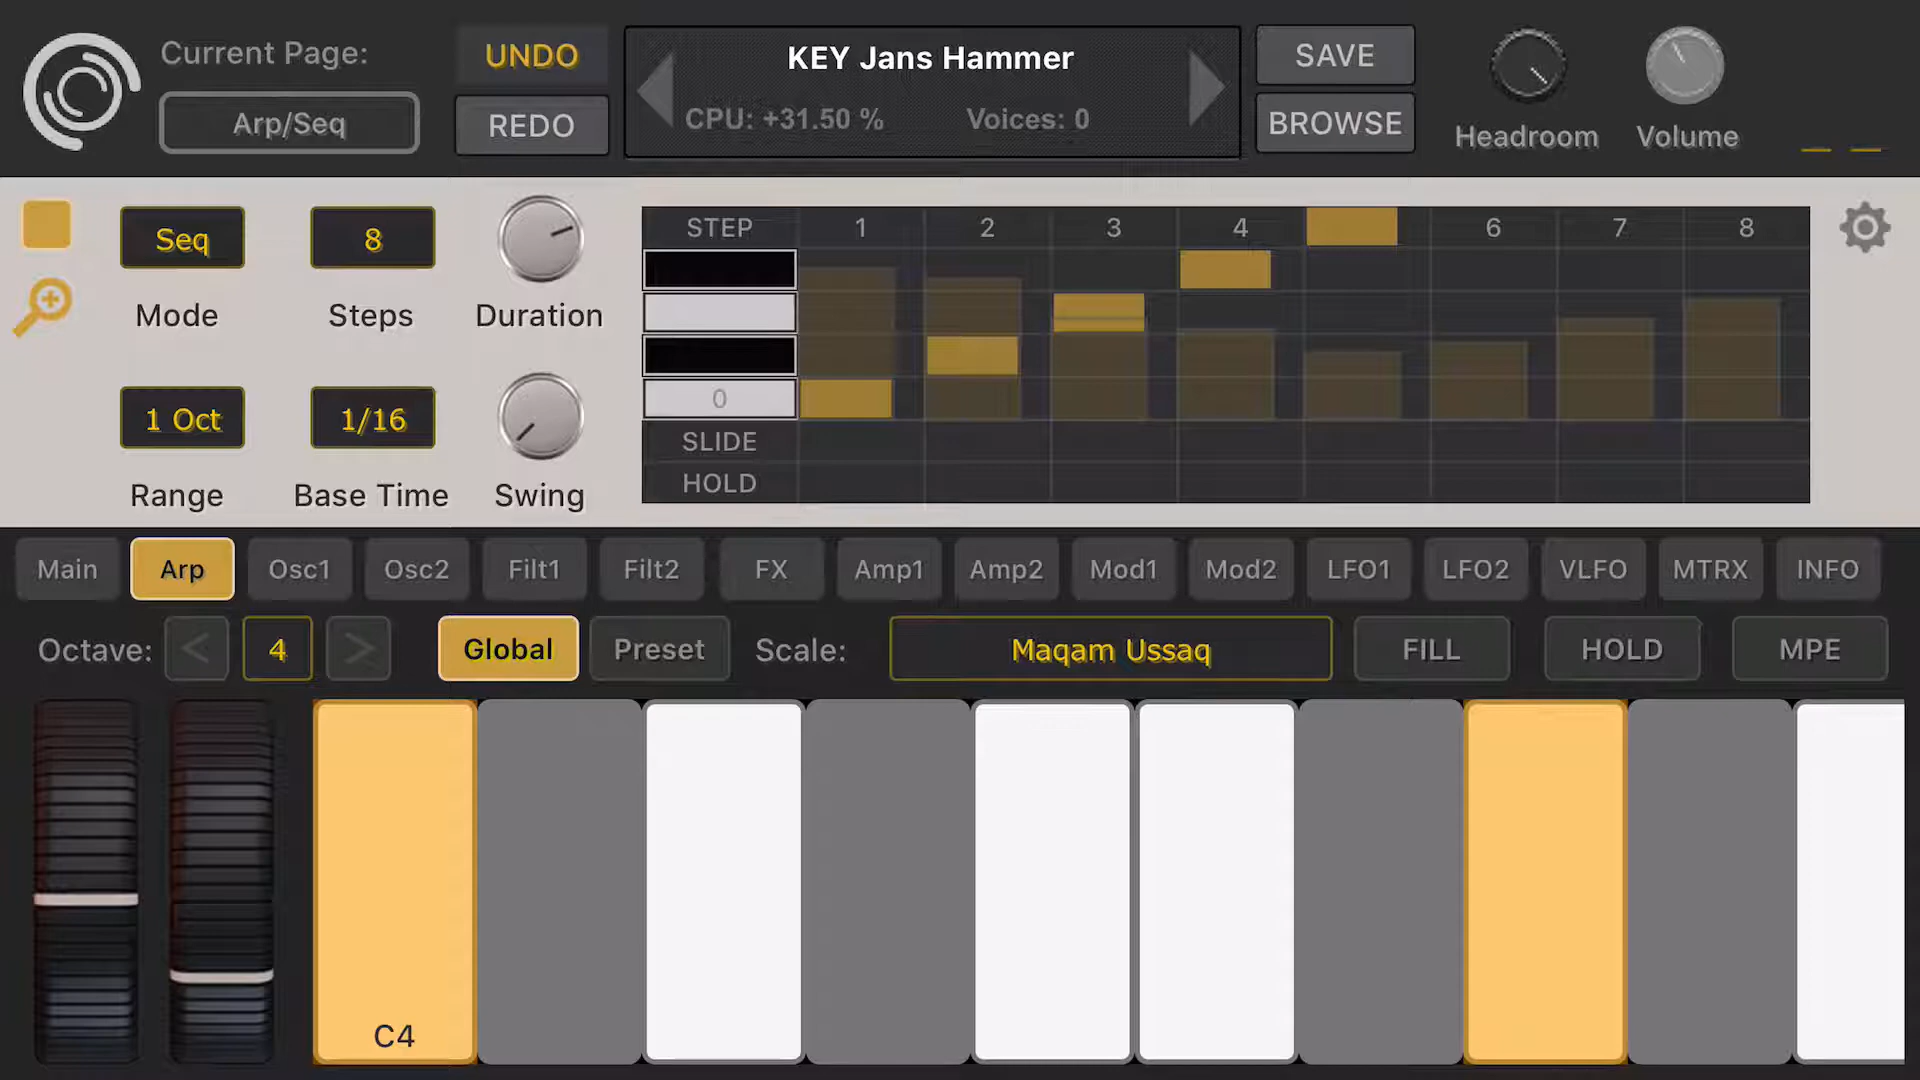 Current Page:
Arp/Seq
UNDO
REDO
KEY Jans Hammer
CPU: +31.50 %
Voices: 0
SAVE
BROWSE
Headroom
Volume
Seq
Mode
8
Steps
Duration
1 Oct
Range
1/16
Base Time
Swing
STEP 1 2 3 4 6 7 8
0
SLIDE
HOLD
Main Arp Osc1 Osc2 Filt1 Filt2 FX Amp1 Amp2 Mod1 Mod2 LFO1 LFO2 VLFO MTRX INFO
Octave: < 4 > Global Preset Scale: Maqam Ussaq FILL HOLD MPE
C4